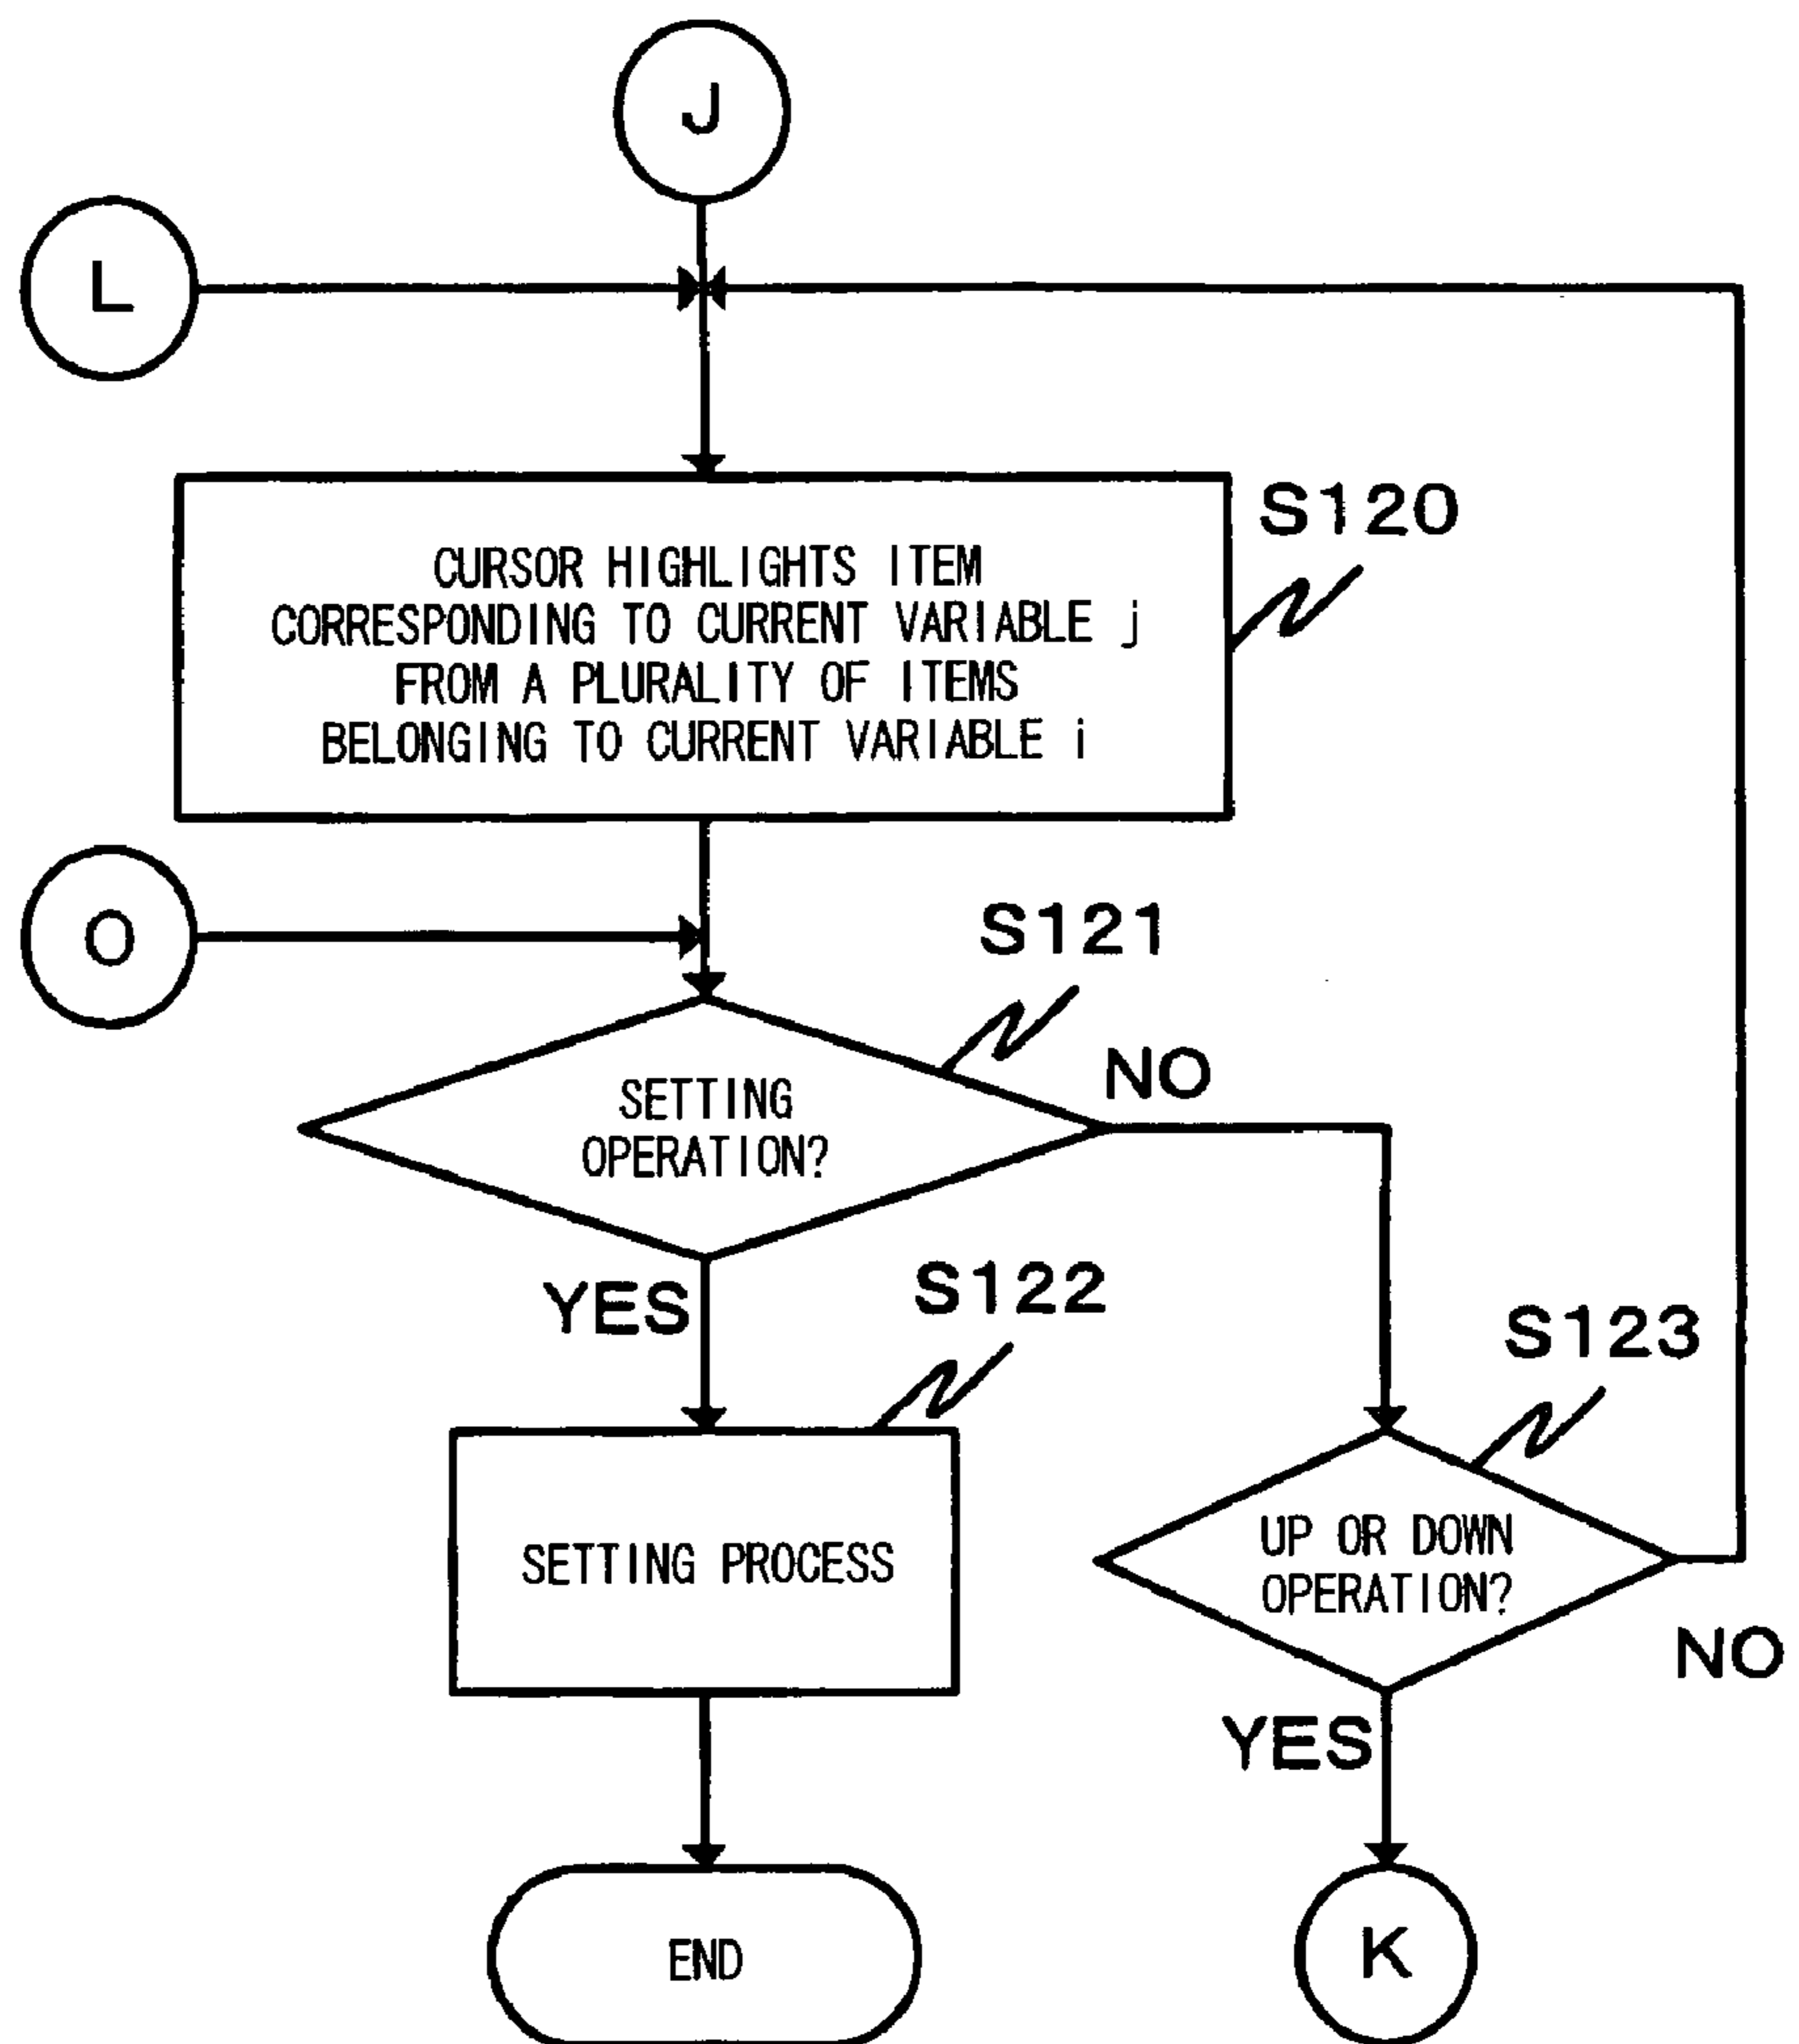 J
L
S120
CURSOR HIGHLIGHTS ITEM
CORRESPONDING TO CURRENT VARIABLE j
FROM A PLURALITY OF ITEMS
BELONGING TO CURRENT VARIABLE i
O
S121
NO
SETTING
OPERATION?
YES
S122
S123
SETTING PROCESS
UP OR DOWN
OPERATION?
NO
YES
END
K